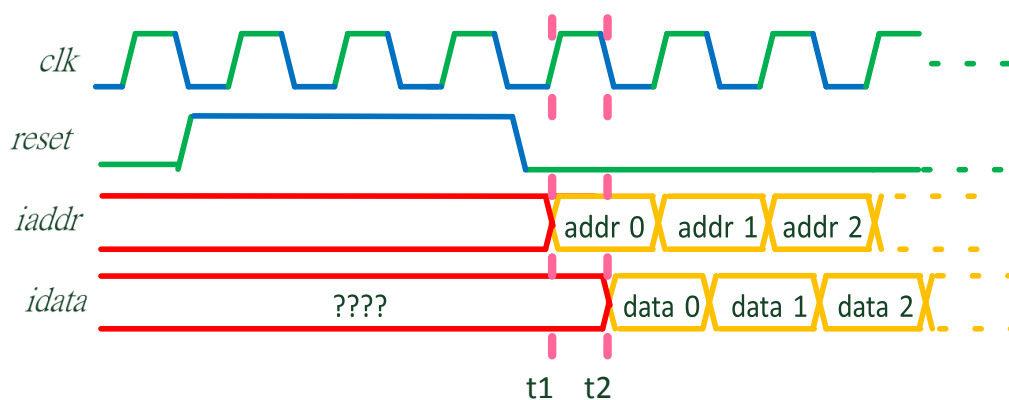 clk
reset
iaddr addr 0 addr 1 addr 2
idata ???? data 0 data 1 data 2
t1 t2